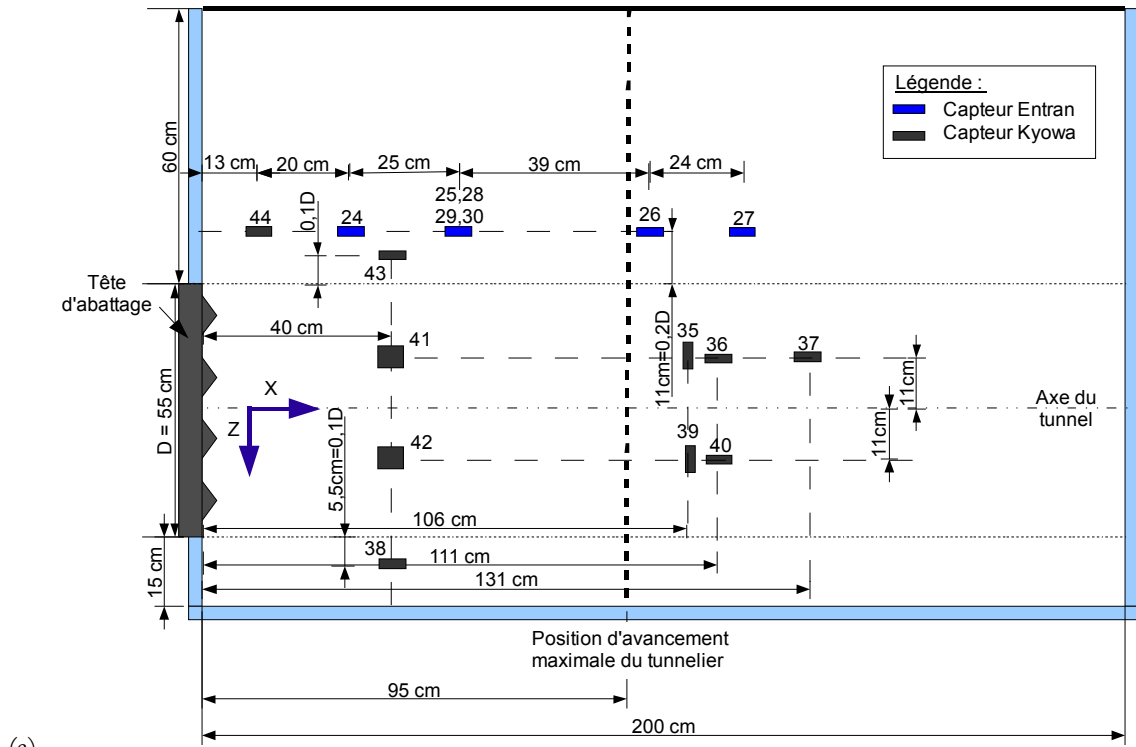 Légende :
Capteur Entran
Capteur Kyowa
60 cm
13 cm
20 cm
25 cm
39 cm
24 cm
25,28
44
24
29,30
26
27
0,1D
43
Tête
d'abattage
40 cm
41
35
36
37
11cm=0,2D
11cm
X
Axe du
tunnel
D = 55 cm
Z
42
39
40
11cm
5,5cm=0,1D
106 cm
38
111 cm
15 cm
131 cm
Position d'avancement
maximale du tunnelier
95 cm
200 cm